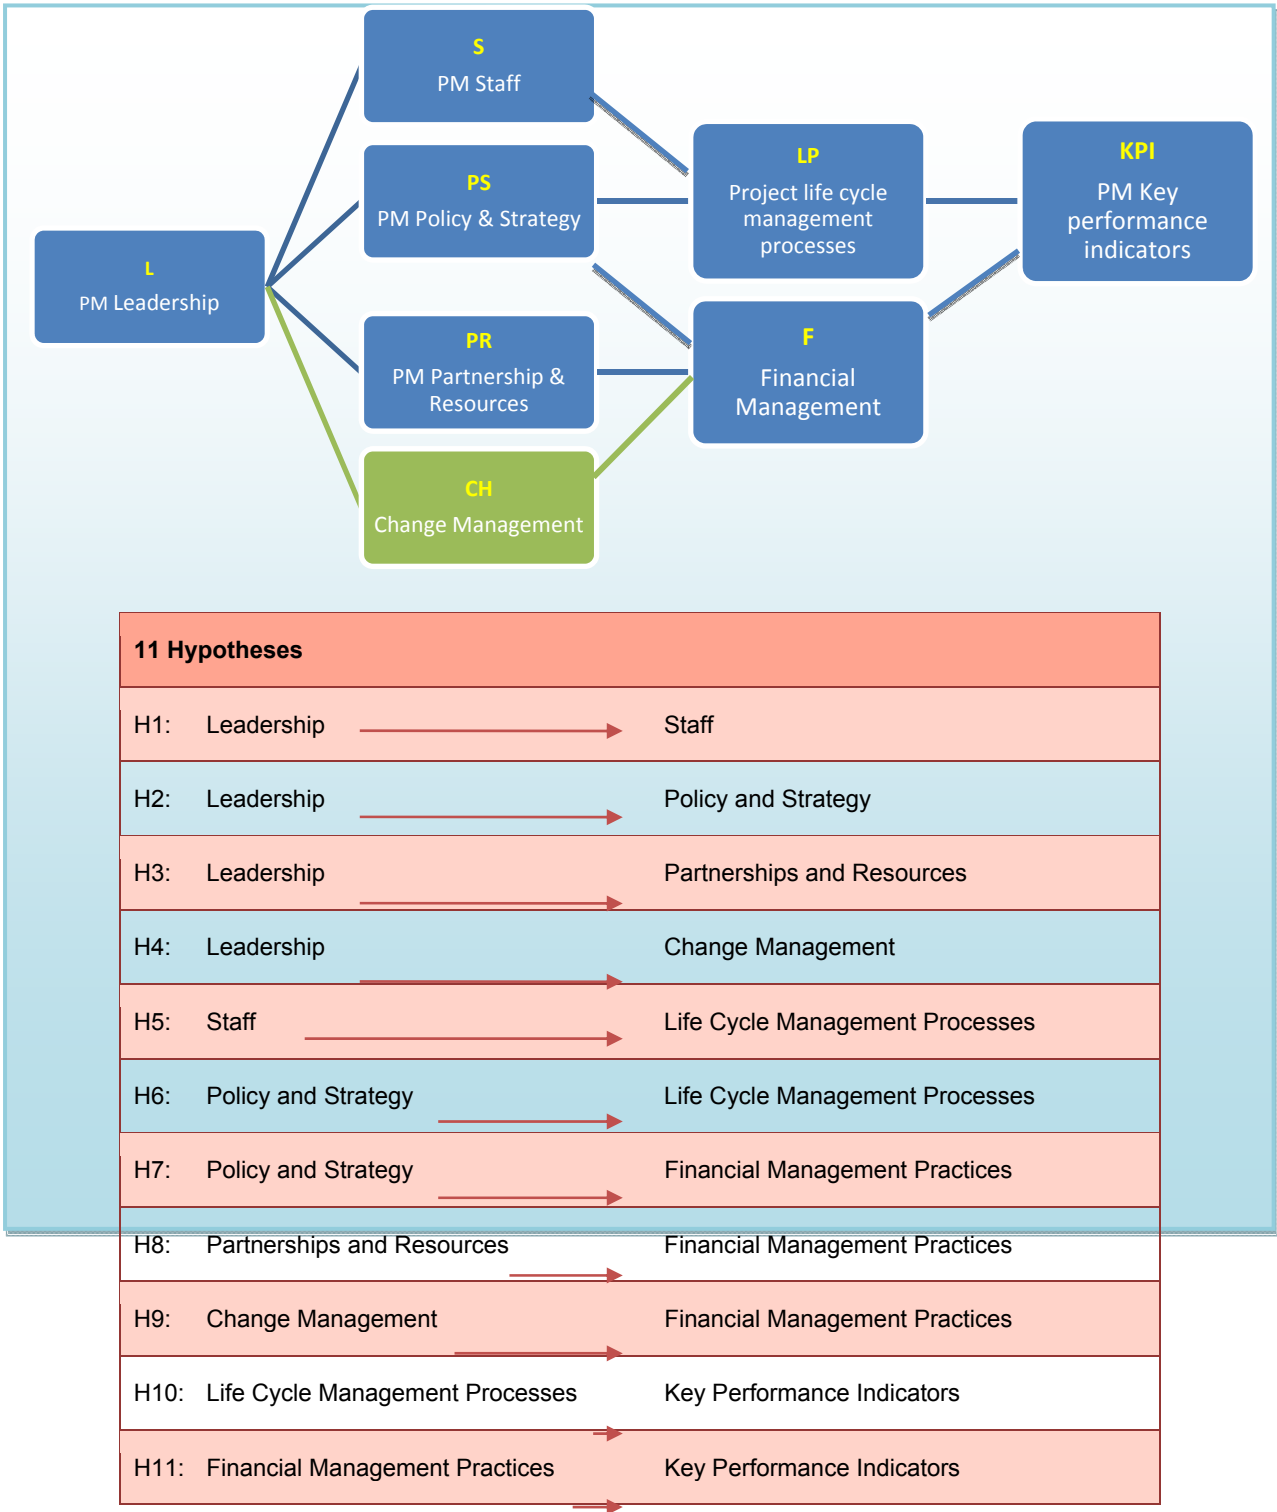 S
PM Staff
PS
PM Policy & Strategy
L
PM Leadership
PR
PM Partnership &
Resources
CH
Change Management
LP
Project life cycle
management
processes
F
Financial
Management
KPI
PM Key
performance
indicators
11 Hypotheses
H1: Leadership Staff
H2: Leadership Policy and Strategy
H3: Leadership Partnerships and Resources
H4: Leadership Change Management
H5: Staff Life Cycle Management Processes
H6: Policy and Strategy Life Cycle Management Processes
H7: Policy and Strategy Financial Management Practices
H8: Partnerships and Resources Financial Management Practices
H9: Change Management Financial Management Practices
H10: Life Cycle Management Processes Key Performance Indicators
H11: Financial Management Practices Key Performance Indicators